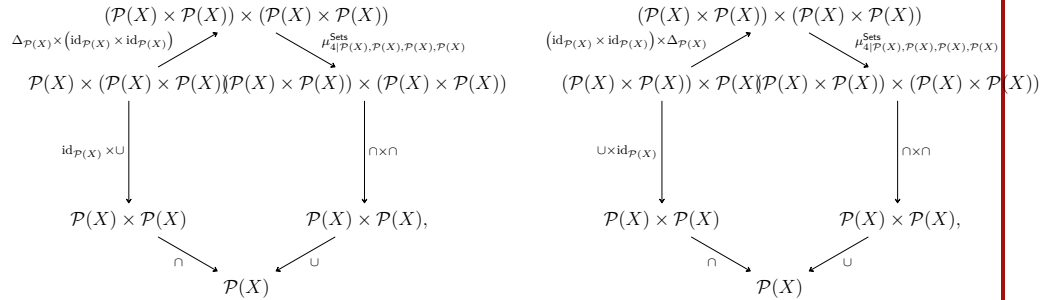 (𝒫(X) × 𝒫(X)) × (𝒫(X) × 𝒫(X))
Δ_{𝒫(X)} × (id_{𝒫(X)} × id_{𝒫(X)})
μ^{Sets}_{4|𝒫(X),𝒫(X),𝒫(X),𝒫(X)}
𝒫(X) × (𝒫(X) × 𝒫(X))
(𝒫(X) × 𝒫(X)) × (𝒫(X) × 𝒫(X))
id_{𝒫(X)} × ∪
∩×∩
𝒫(X) × 𝒫(X)
𝒫(X) × 𝒫(X),
∩
∪
𝒫(X)
(𝒫(X) × 𝒫(X)) × (𝒫(X) × 𝒫(X))
(id_{𝒫(X)} × id_{𝒫(X)}) × Δ_{𝒫(X)}
μ^{Sets}_{4|𝒫(X),𝒫(X),𝒫(X),𝒫(X)}
(𝒫(X) × 𝒫(X)) × 𝒫(X)
(𝒫(X) × 𝒫(X)) × (𝒫(X) × 𝒫(X))
∪×id_{𝒫(X)}
∩×∩
𝒫(X) × 𝒫(X)
𝒫(X) × 𝒫(X),
∩
∪
𝒫(X)